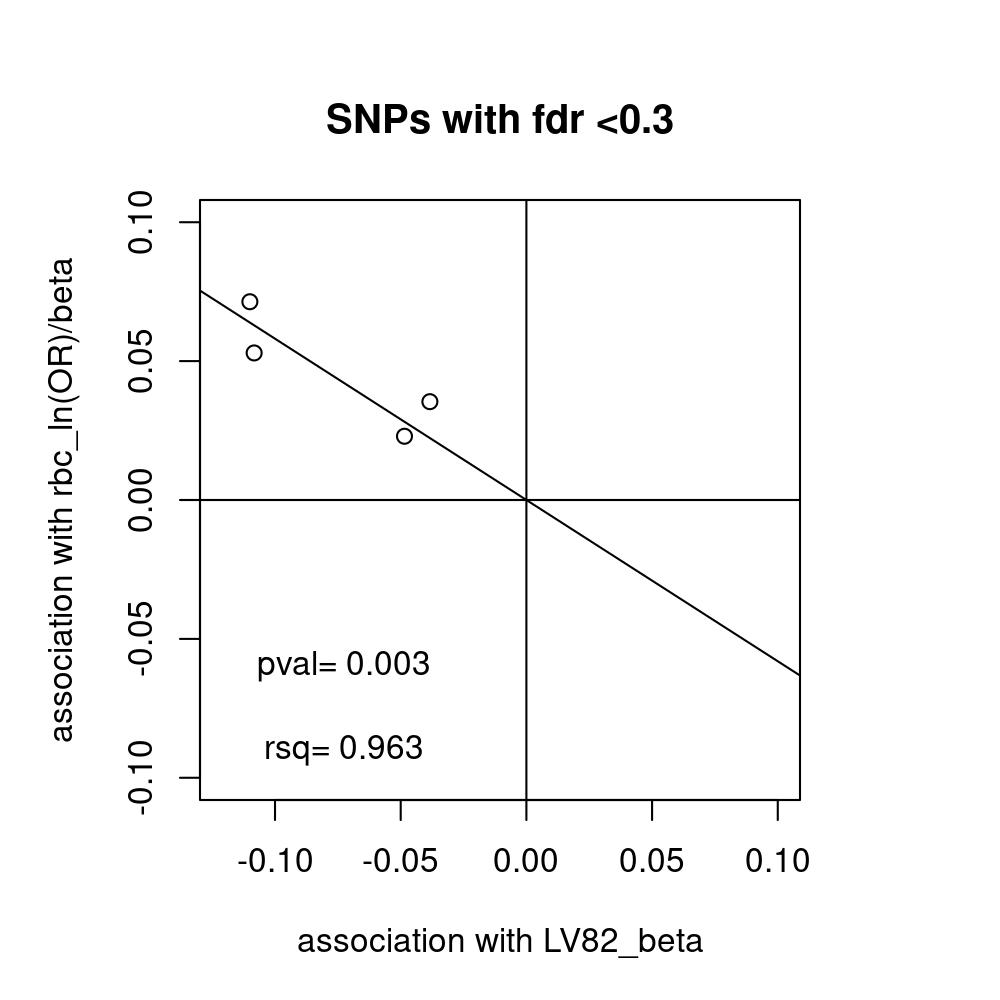 SNPs with fdr <0.3
association with rbc_ln(OR)/beta
0.10
0.05
0.00
-0.05
-0.10
pval= 0.003
rsq= 0.963
-0.10 -0.05 0.00 0.05 0.10
association with LV82_beta